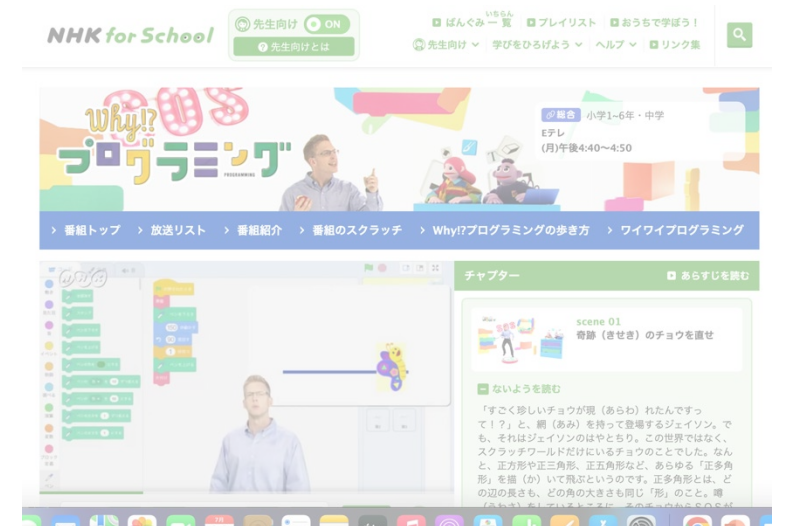 NHK for School
先生向け ON
先生向けとは
いちらん
ばんぐみ一覧 プレイリスト おうちで学ぼう！
先生向け 学びをひろげよう ヘルプ リンク集
Why!?
SOS
プログラミング
PROGRAMMING
総合 小学1~6年・中学
Eテレ
(月)午後4:40〜4:50
番組トップ 放送リスト 番組紹介 番組のスクラッチ Why!?プログラミングの歩き方 ワイワイプログラミング
NHK
チャプター あらすじを読む
scene 01
奇跡（きせき）のチョウを直せ
ないようを読む
「すごく珍しいチョウが現（あらわ）れたんですっ
て！？」と、網（あみ）を持って登場するジェイソン。で
も、それはジェイソンのはやとちり。この世界ではなく、
スクラッチワールドだけにいるチョウのことでした。なん
と、正方形や正三角形、正五角形など、あらゆる「正多角
形」を描（か）いて飛ぶというのです。正多角形とは、ど
の辺の長さも、どの角の大きさも同じ「形」のこと。噂
7月